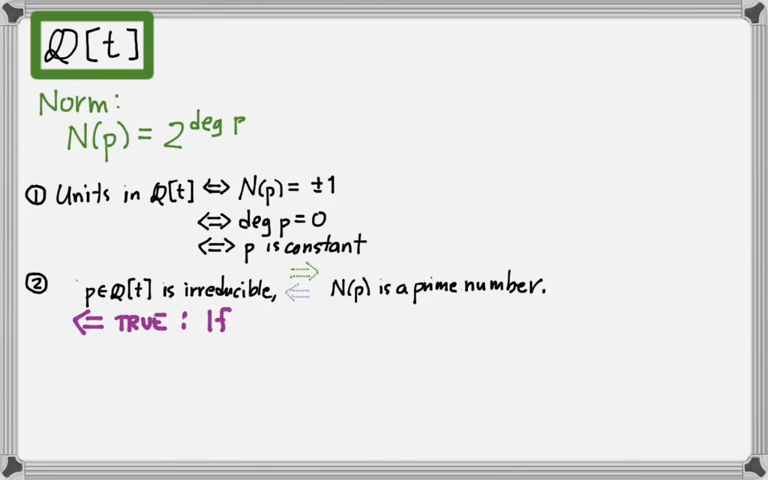 ℚ[t]
Norm:
N(p) = 2^deg p
① Units in ℚ[t] ⇔ N(p) = ±1
⇔ deg p = 0
⇔ p is constant
② p∈ℚ[t] is irreducible, ⇒ ⇐ N(p) is a prime number.
⇐ TRUE : If